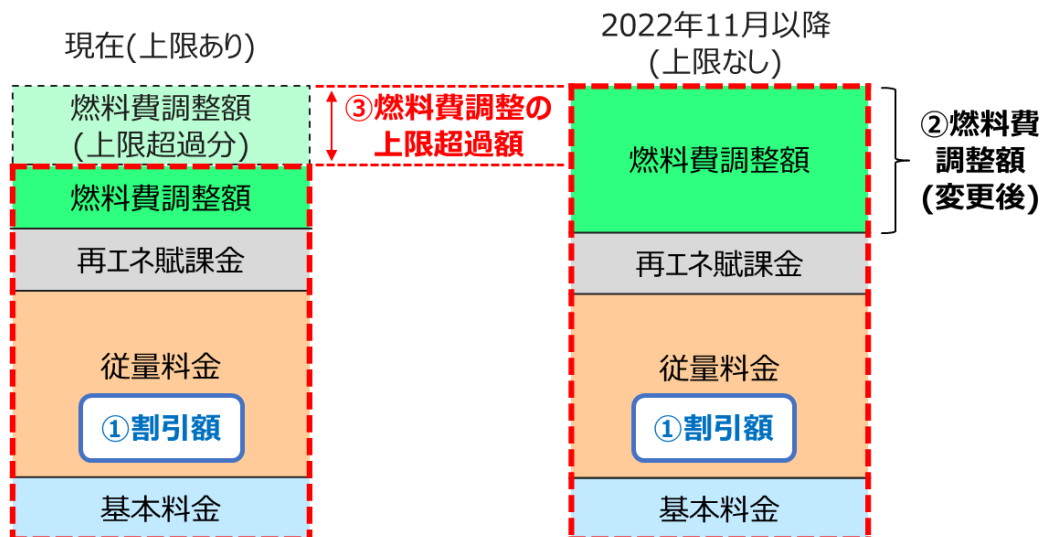 現在(上限あり)
燃料費調整額
(上限超過分)
燃料費調整額
再エネ賦課金
従量料金
①割引額
基本料金
③燃料費調整の
上限超過額
2022年11月以降
(上限なし)
燃料費調整額
再エネ賦課金
従量料金
①割引額
基本料金
②燃料費
調整額
(変更後)